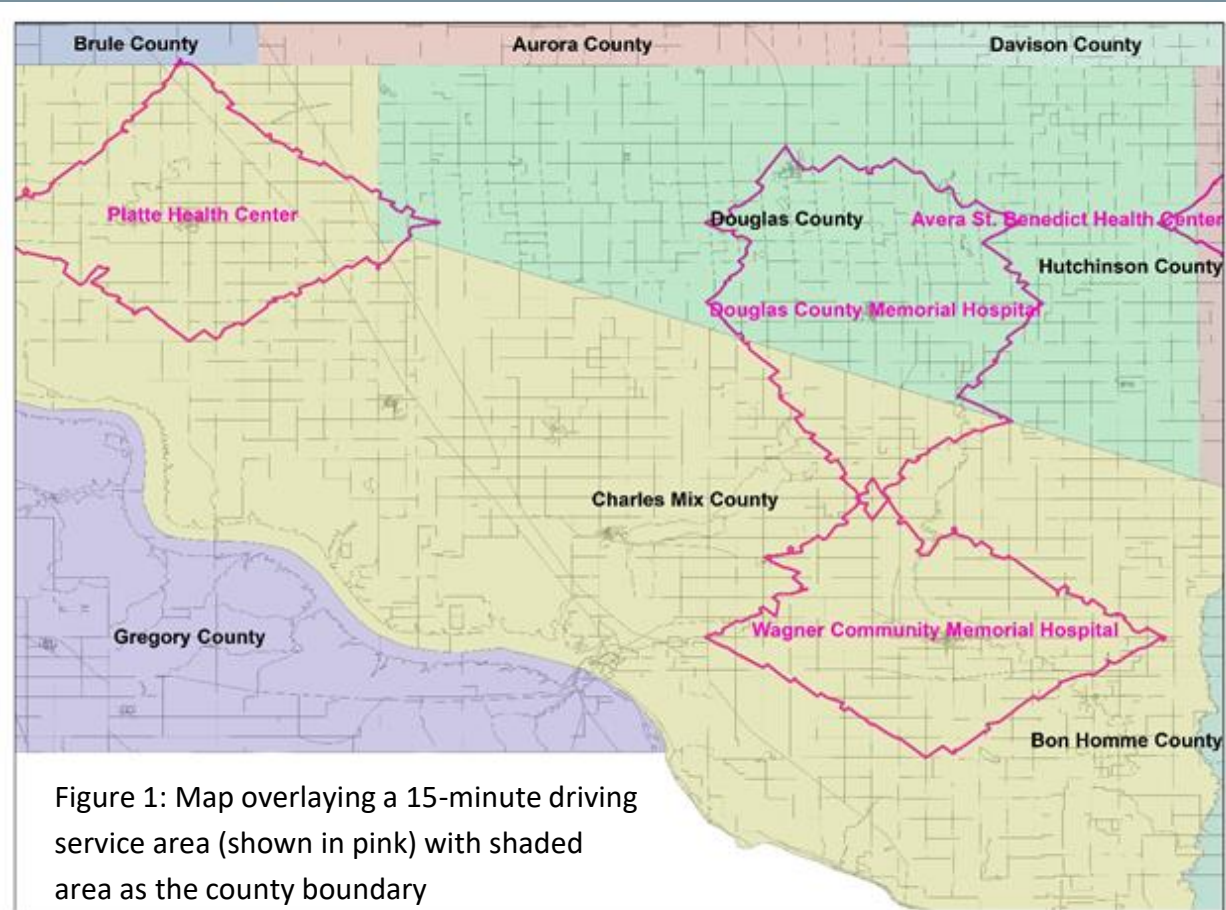 Brule County
Aurora County
Davison County
Platte Health Center
Douglas County
Avera St. Benedict Health Center
Hutchinson County
Douglas County Memorial Hospital
Charles Mix County
Wagner Community Memorial Hospital
Gregory County
Bon Homme County
Figure 1: Map overlaying a 15-minute driving
service area (shown in pink) with shaded
area as the county boundary